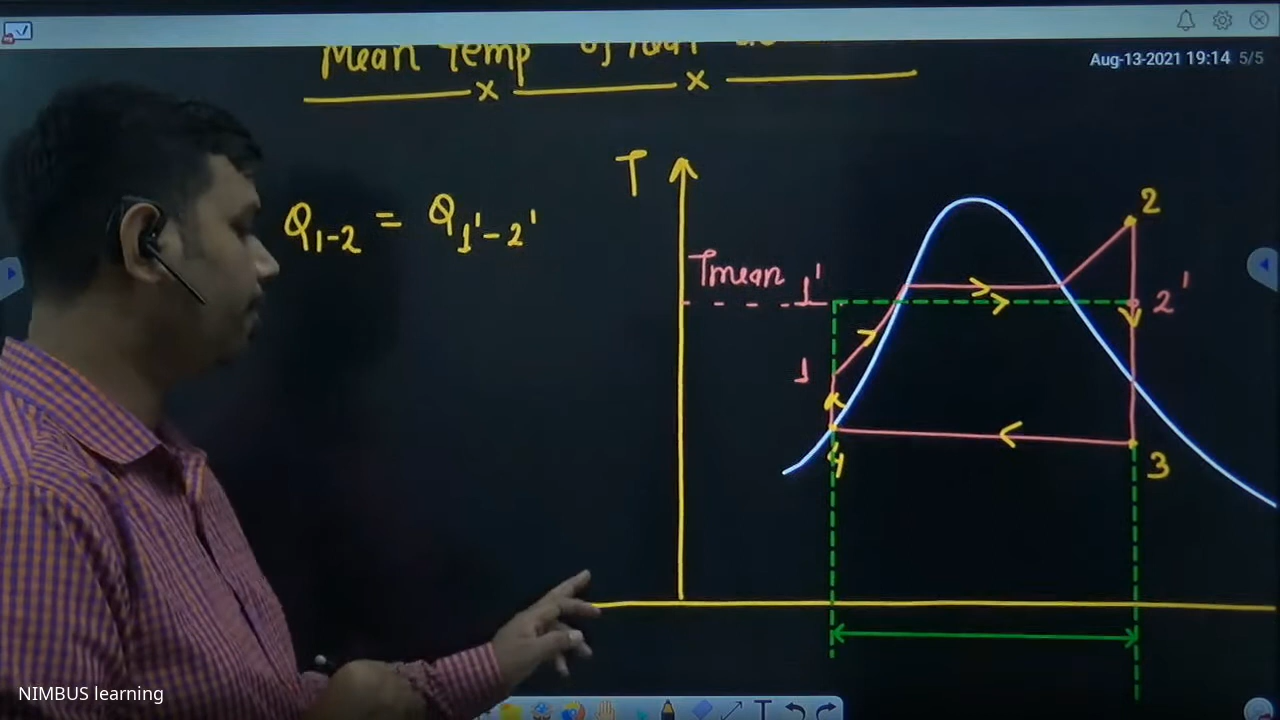 Mean Temp of
Aug-13-2021 19:14 5/5
T
Q1-2 = Q1'-2'
2
Tmean 1'
2'
1
4
3
NIMBUS learning
T